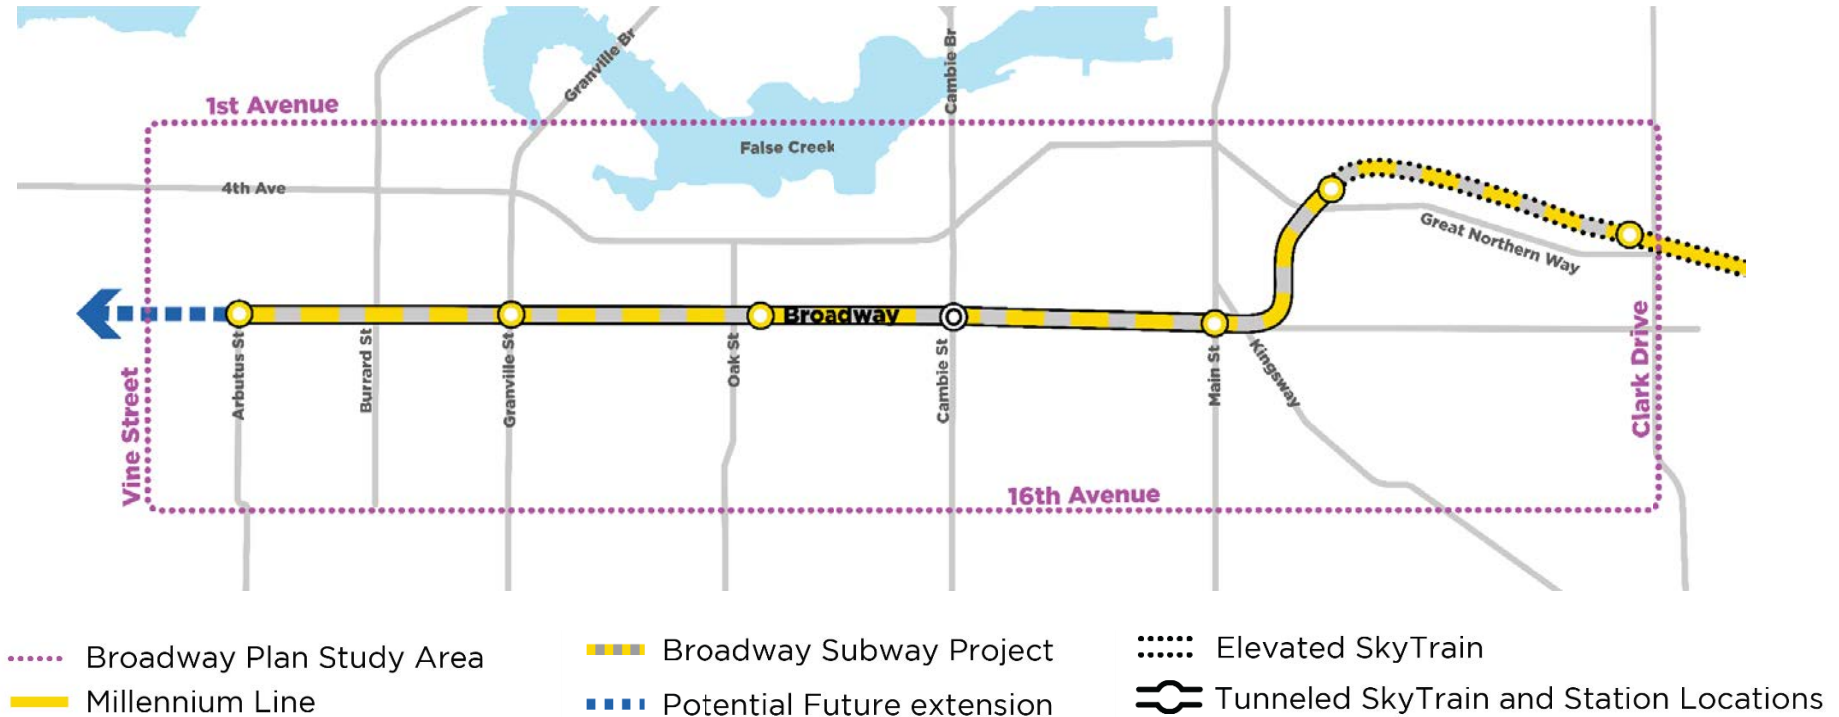 Granville Br
Cambie Br
1st Avenue
False Creek
4th Ave
Great Northern Way
Broadway
Vine Street
Arbutus St
Burrard St
Granville St
Oak St
Cambie St
Main St
Kingsway
Clark Drive
16th Avenue
Broadway Plan Study Area
Broadway Subway Project
Elevated SkyTrain
Millennium Line
Potential Future extension
Tunneled SkyTrain and Station Locations